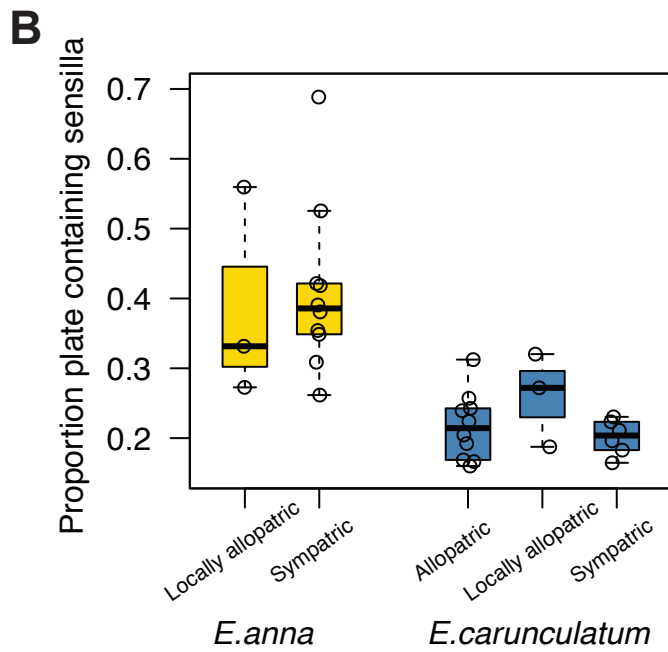 B
Proportion plate containing sensilla
0.7
0.6
0.5
0.4
0.3
0.2
Locally allopatric
Sympatric
Allopatric
Locally allopatric
Sympatric
E.anna
E.carunculatum